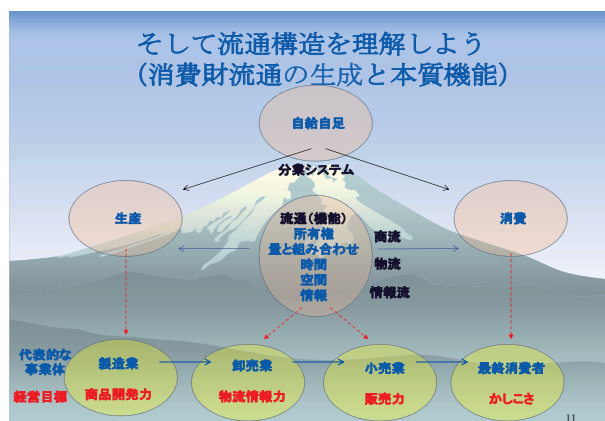 そして流通構造を理解しよう
（消費財流通の生成と本質機能）
自給自足
分業システム
生産
流通（機能）
所有権
量と組み合わせ
時間
空間
情報
商流
物流
情報流
消費
代表的な
事業体
経営目標
製造業
商品開発力
卸売業
物流情報力
小売業
販売力
最終消費者
かしこさ
11